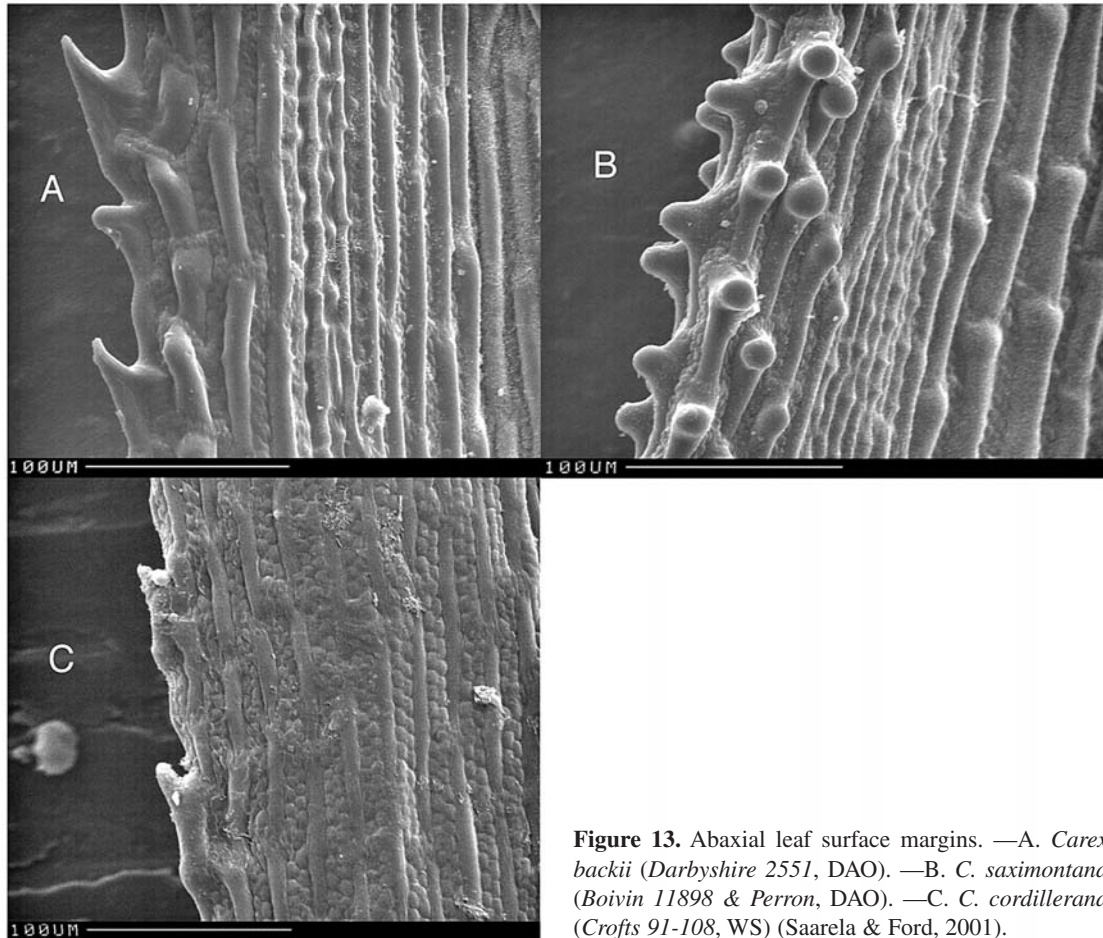 A
B
100UM
100UM
C
100UM
Figure 13. Abaxial leaf surface margins. —A. Carex
backii (Darbyshire 2551, DAO). —B. C. saximontana
(Boivin 11898 & Perron, DAO). —C. C. cordillerana
(Crofts 91-108, WS) (Saarela & Ford, 2001).